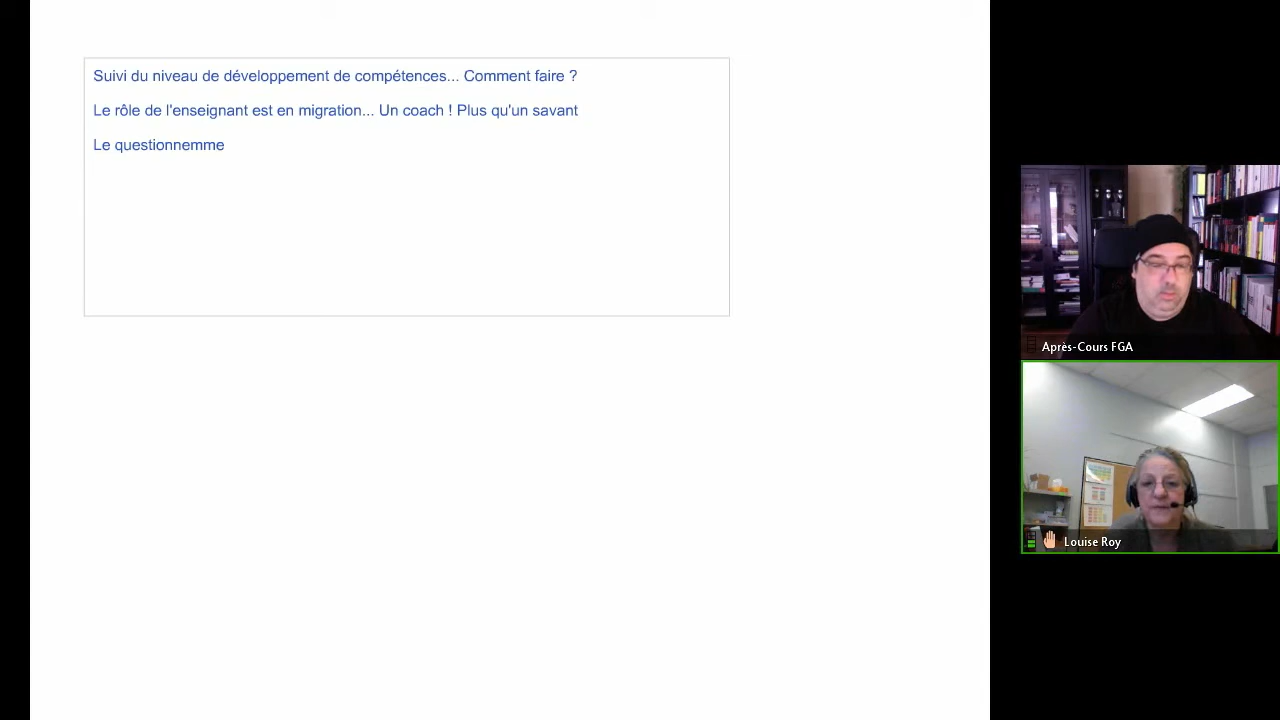 Suivi du niveau de développement de compétences... Comment faire ?
Le rôle de l'enseignant est en migration... Un coach ! Plus qu'un savant
Le questionnemme
Après-Cours FGA
Louise Roy